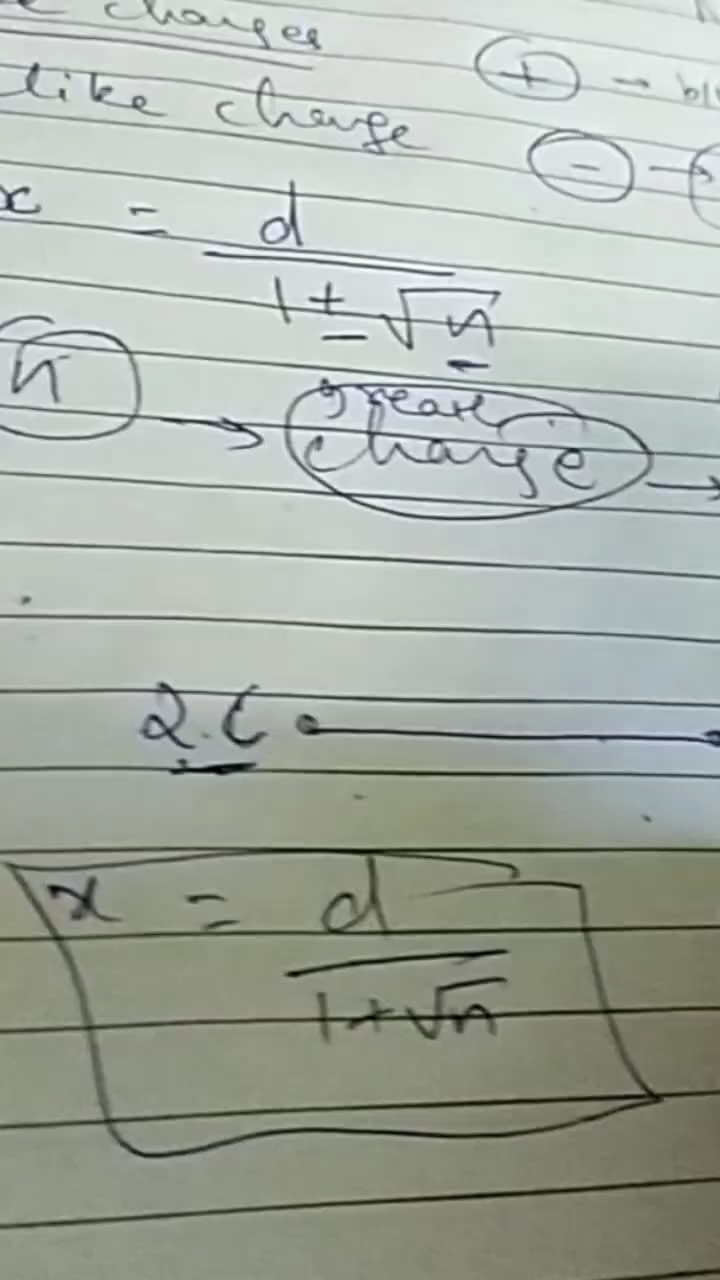 charges
like charge
+ →
- →
x = d / 1 ± √n
n → greater charge →
2 C
x = d / 1 + √n